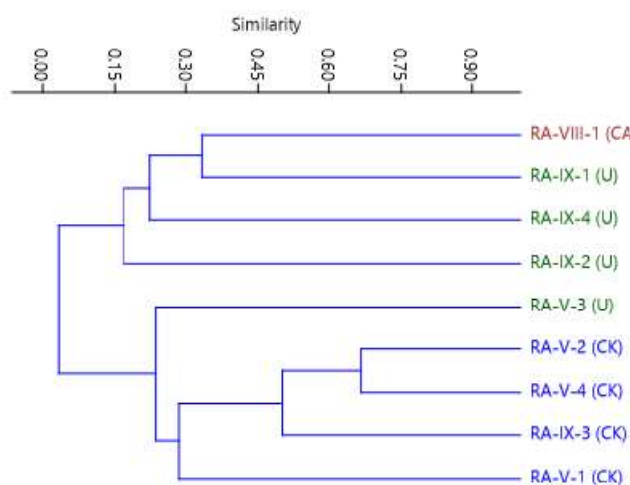 Similarity
0.00 0.15 0.30 0.45 0.60 0.75 0.90
RA-VIII-1 (CA
RA-IX-1 (U)
RA-IX-4 (U)
RA-IX-2 (U)
RA-V-3 (U)
RA-V-2 (CK)
RA-V-4 (CK)
RA-IX-3 (CK)
RA-V-1 (CK)